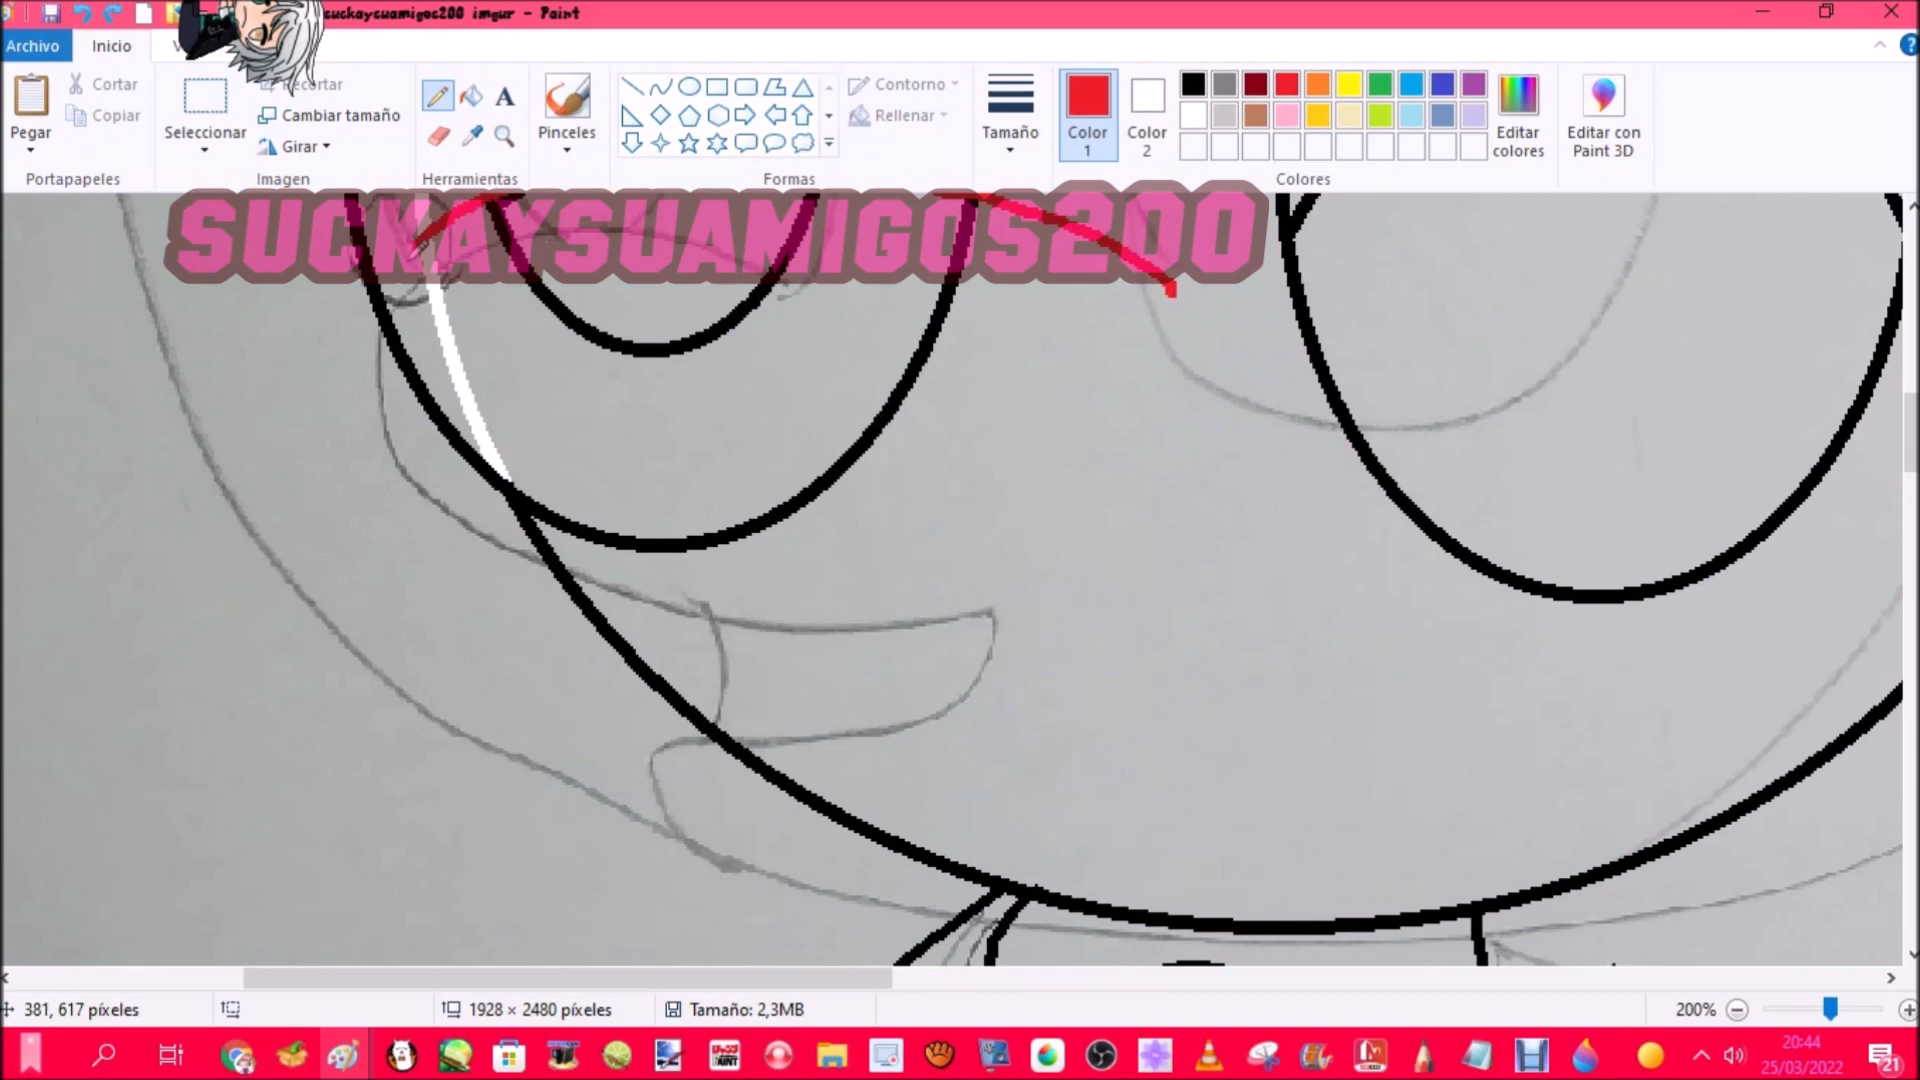 suckaysuamigos200 imgur - Paint
Archivo
Inicio
V
Pegar
Cortar
Copiar
Portapapeles
Seleccionar
Recortar
Cambiar tamaño
Girar
Imagen
A
Herramientas
Pinceles
Contorno
Rellenar
Formas
Tamaño
Color
1
Color
2
Editar
colores
Colores
Editar con
Paint 3D
SUCKAYSUAMIGOS200
381, 617 píxeles
1928 × 2480 píxeles
Tamaño: 2,3MB
200%
20:44
25/03/2022
21